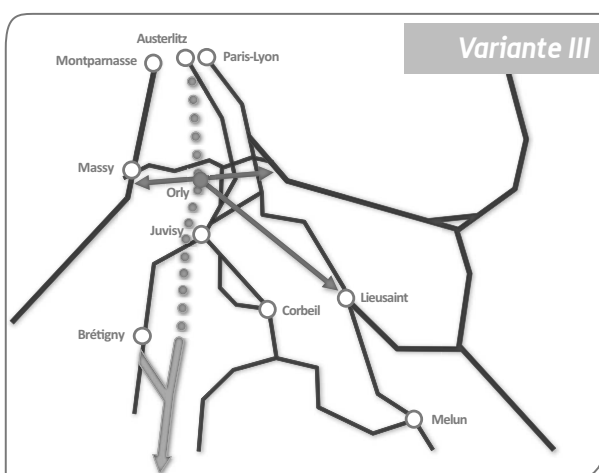 Variante III
Austerlitz
Montparnasse
Paris-Lyon
Massy
Orly
Juvisy
Lieusaint
Corbeil
Brétigny
Melun